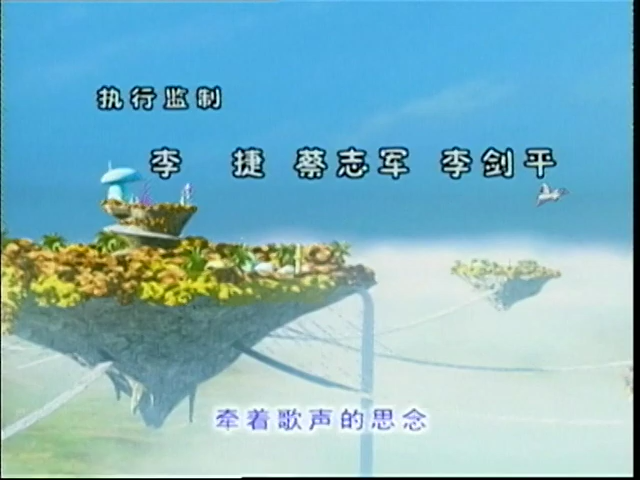 执行监制
李 捷 蔡志军 李剑平
牵着歌声的思念